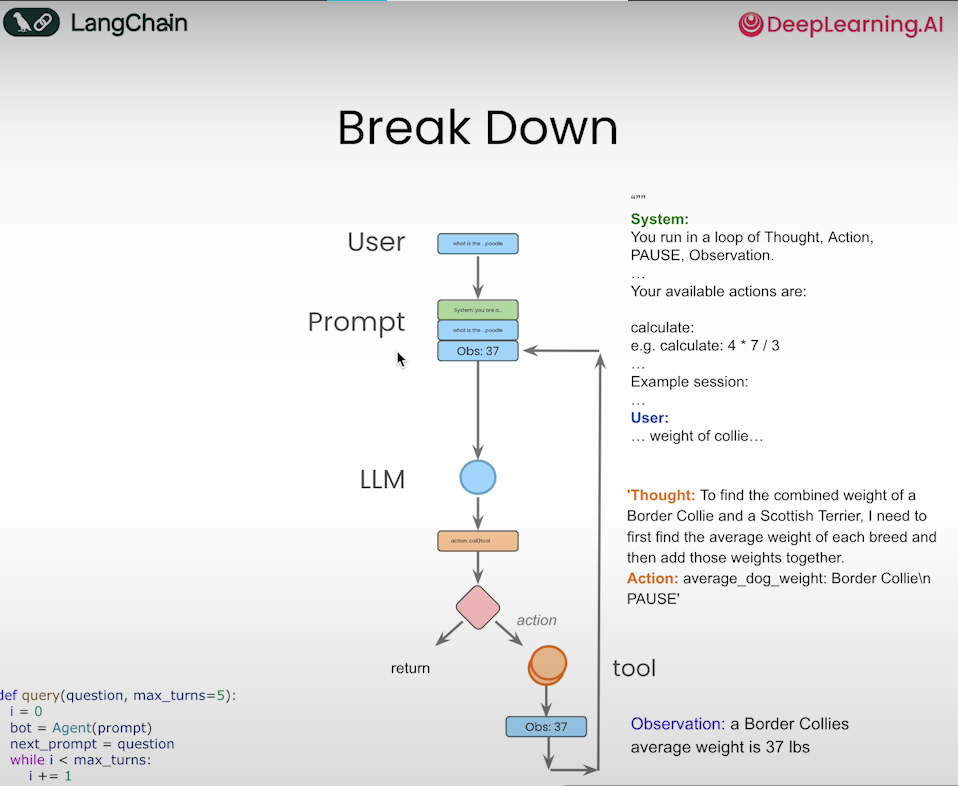 LangChain
DeepLearning.AI
Break Down
User
what is the . poodle
Prompt
System: you are a..
what is the . poodle
Obs: 37
LLM
action: call}tool
action
return
tool
Obs: 37
“””
System:
You run in a loop of Thought, Action,
PAUSE, Observation.
…
Your available actions are:
calculate:
e.g. calculate: 4 * 7 / 3
…
Example session:
…
User:
… weight of collie…
'Thought: To find the combined weight of a
Border Collie and a Scottish Terrier, I need to
first find the average weight of each breed and
then add those weights together.
Action: average_dog_weight: Border Collie\n
PAUSE'
Observation: a Border Collies
average weight is 37 lbs
def query(question, max_turns=5):
i = 0
bot = Agent(prompt)
next_prompt = question
while i < max_turns:
i += 1